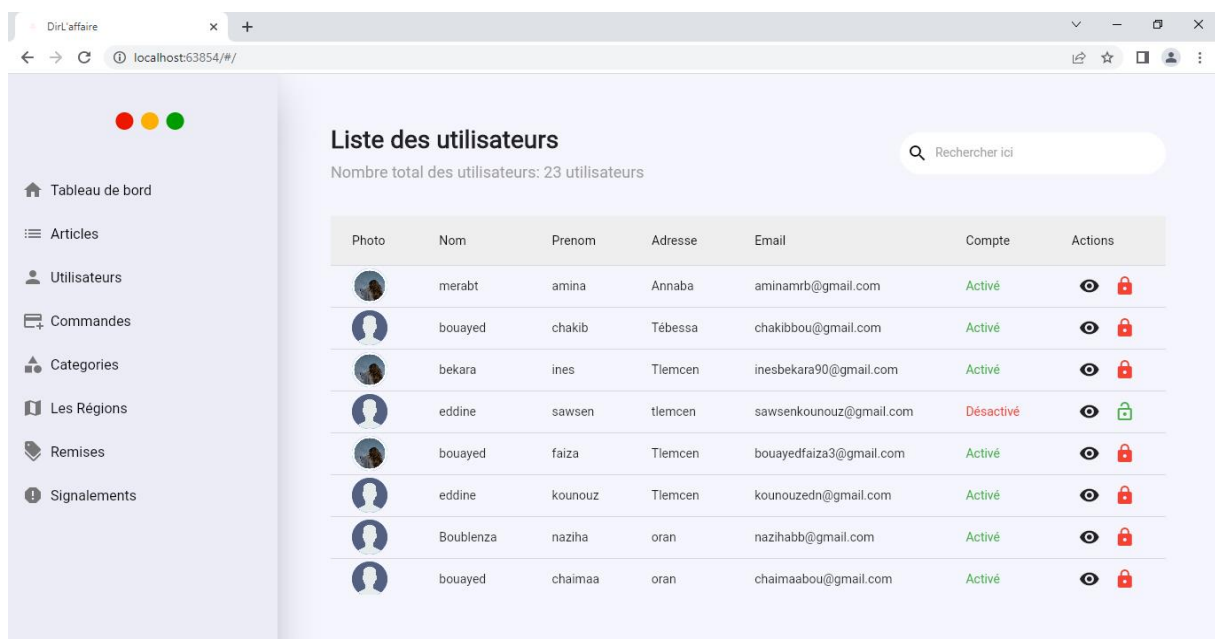 DirL'affaire
localhost:63854/#/
Liste des utilisateurs
Rechercher ici
Nombre total des utilisateurs: 23 utilisateurs
Tableau de bord
Articles
Utilisateurs
Commandes
Categories
Les Régions
Remises
Signalements
Photo Nom Prenom Adresse Email Compte Actions
merabt amina Annaba aminamrb@gmail.com Activé
bouayed chakib Tébessa chakibbou@gmail.com Activé
bekara ines Tlemcen inesbekara90@gmail.com Activé
eddine sawsen tlemcen sawsenkounouz@gmail.com Désactivé
bouayed faiza Tlemcen bouayedfaiza3@gmail.com Activé
eddine kounouz Tlemcen kounouzedn@gmail.com Activé
Boublenza naziha oran nazihabb@gmail.com Activé
bouayed chaimaa oran chaimaabou@gmail.com Activé